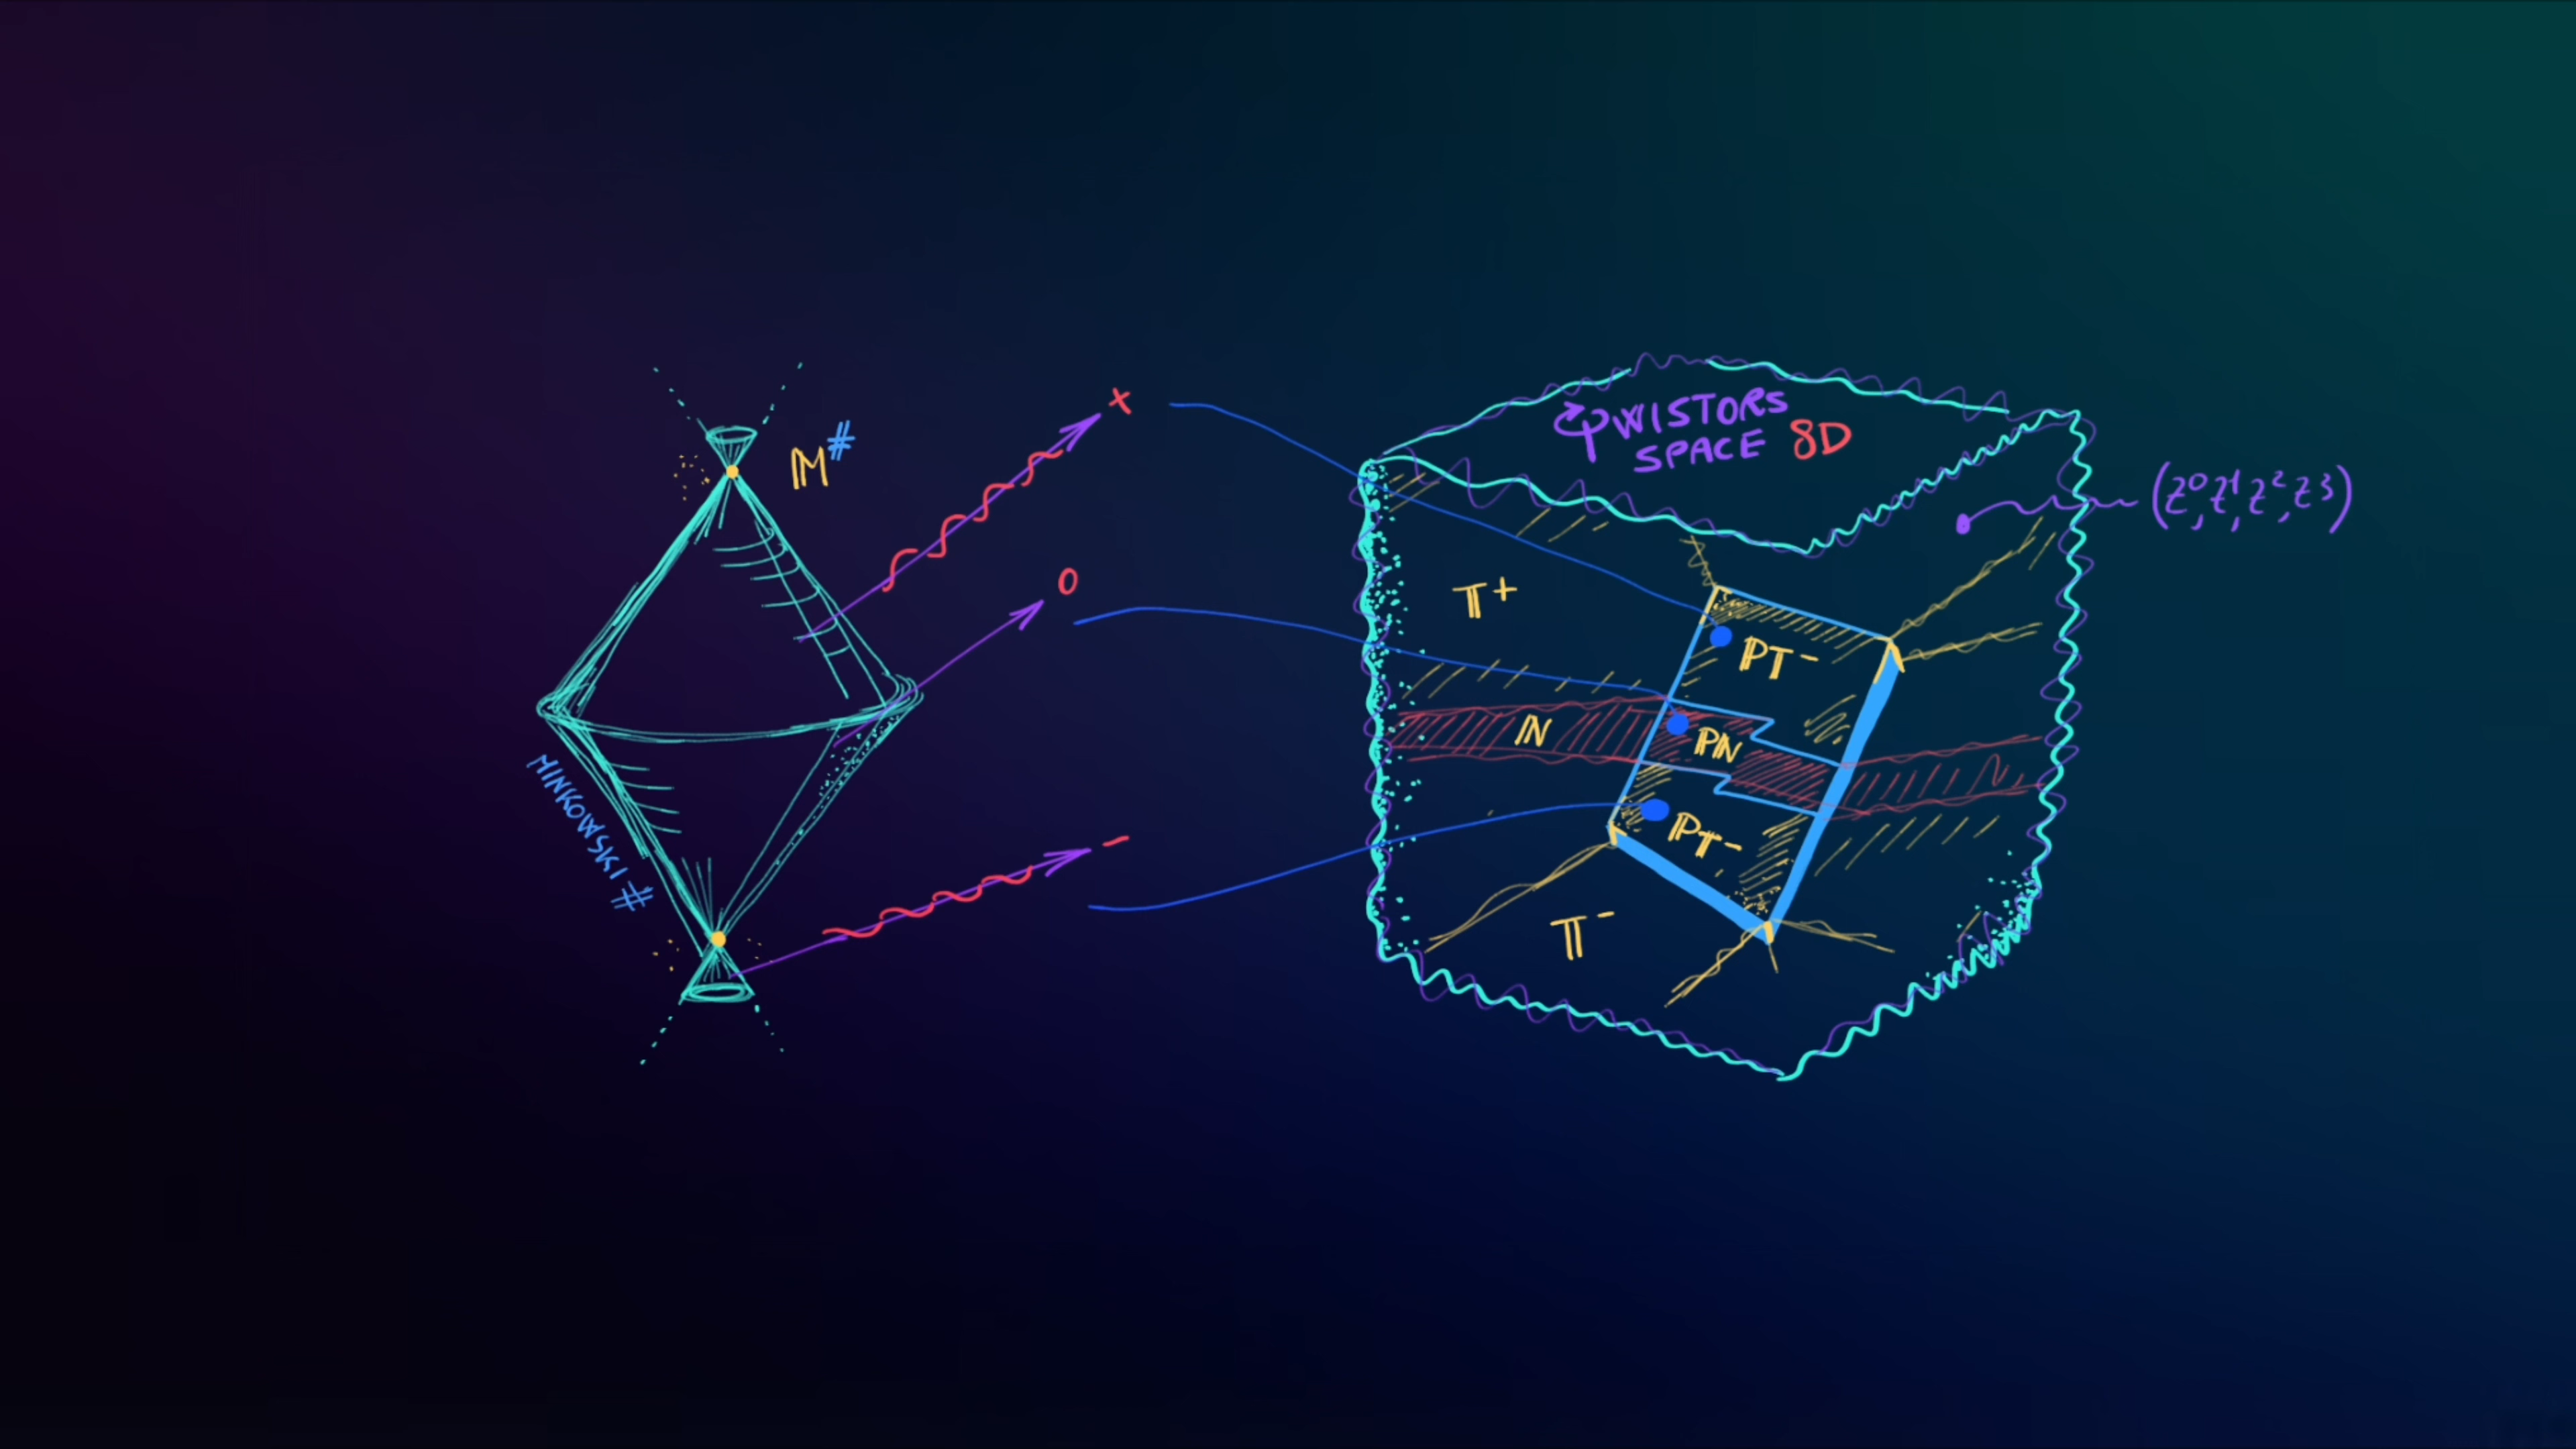 M#
MINKOWSKI #
+
0
-
TWISTORS
SPACE 8D
(Z⁰, Z¹, Z², Z³)
T⁺
PT⁻
N
PN
PT⁻
T⁻